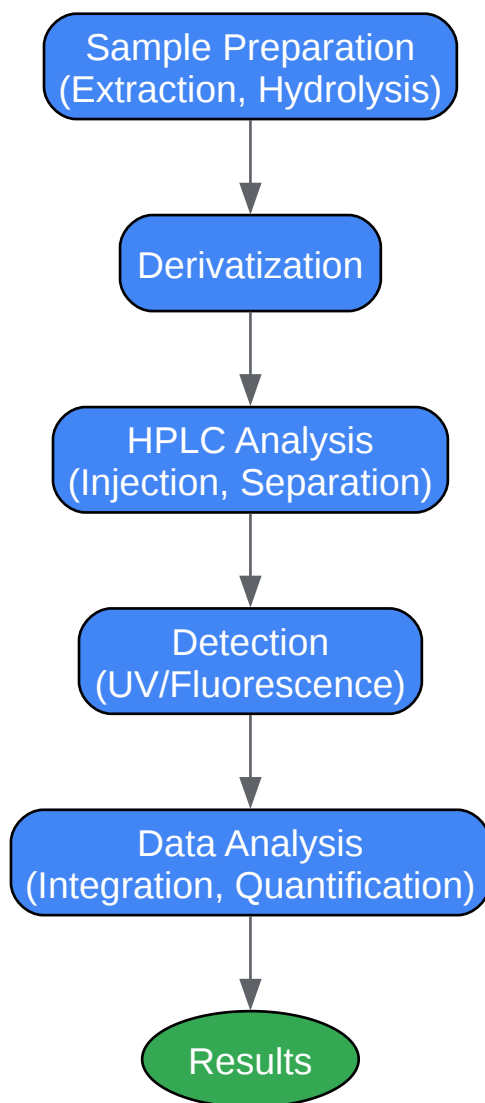 Sample Preparation
(Extraction, Hydrolysis)
Derivatization
HPLC Analysis
(Injection, Separation)
Detection
(UV/Fluorescence)
Data Analysis
(Integration, Quantification)
Results